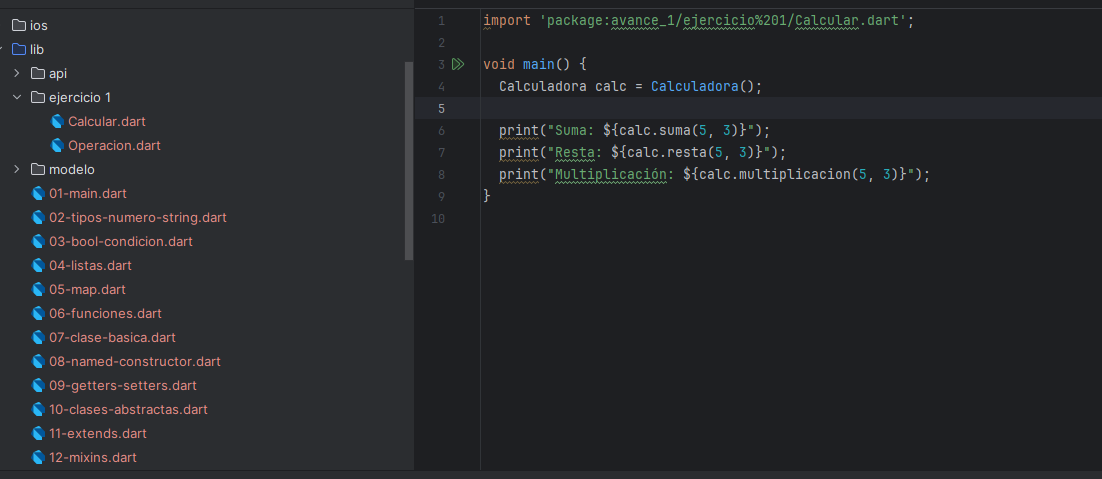 ios
lib
api
ejercicio 1
Calcular.dart
Operacion.dart
modelo
01-main.dart
02-tipos-numero-string.dart
03-bool-condicion.dart
04-listas.dart
05-map.dart
06-funciones.dart
07-clase-basica.dart
08-named-constructor.dart
09-getters-setters.dart
10-clases-abstractas.dart
11-extends.dart
12-mixins.dart
1 import 'package:avance_1/ejercicio%201/Calcular.dart';
2
3 void main() {
4 Calculadora calc = Calculadora();
5
6 print("Suma: ${calc.suma(5, 3)}");
7 print("Resta: ${calc.resta(5, 3)}");
8 print("Multiplicación: ${calc.multiplicacion(5, 3)}");
9 }
10